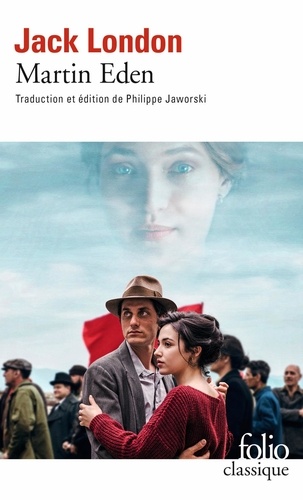 Jack London
Martin Eden
Traduction et édition de Philippe Jaworski
folio
classique